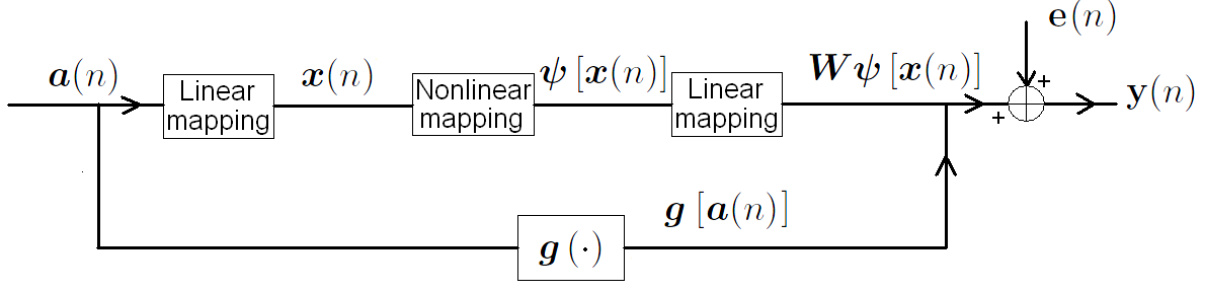 e(n)
a(n)
x(n)
ψ [x(n)]
Wψ [x(n)]
Linear
mapping
Nonlinear
mapping
Linear
mapping
+
+
y(n)
g [a(n)]
g (·)